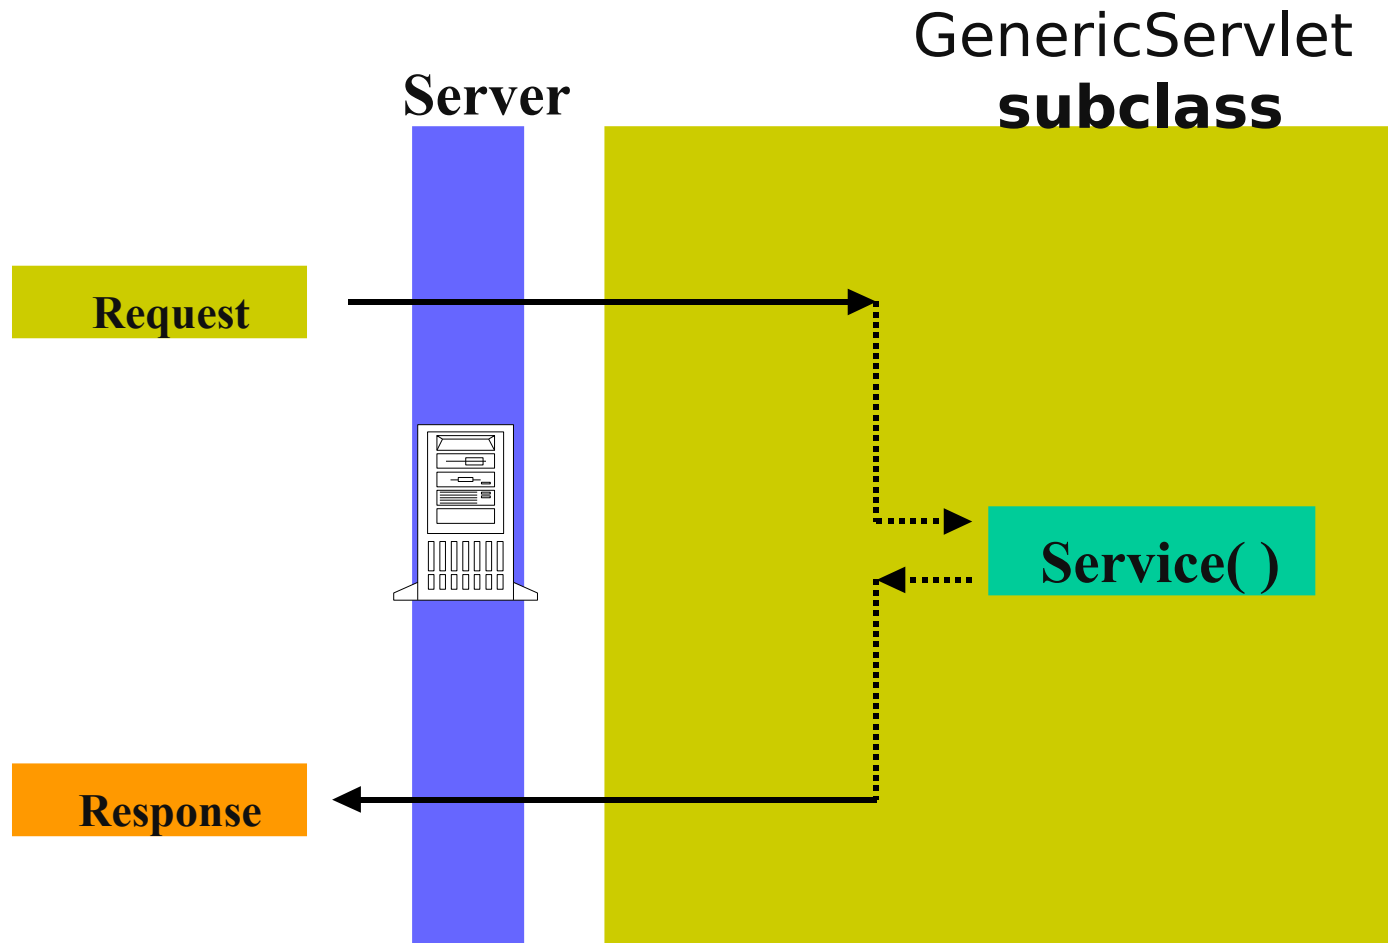 GenericServlet
subclass
Server
Request
Service( )
Response